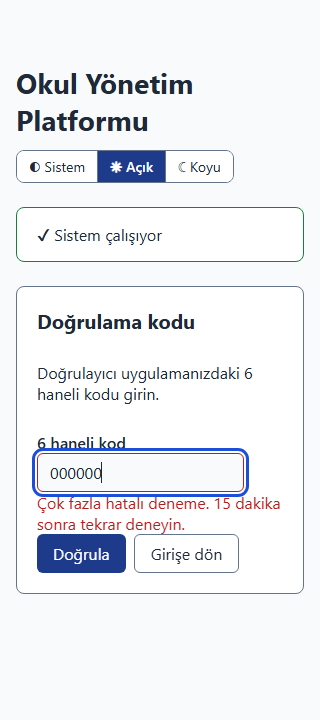 Okul Yönetim
Platformu
Sistem Açık Koyu
✓ Sistem çalışıyor
Doğrulama kodu
Doğrulayıcı uygulamanızdaki 6
haneli kodu girin.
6 haneli kod
000000
Çok fazla hatalı deneme. 15 dakika
sonra tekrar deneyin.
Doğrula Girişe dön